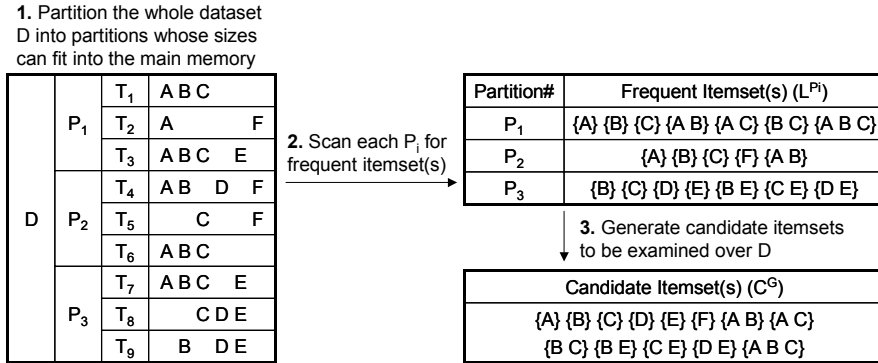 1. Partition the whole dataset
D into partitions whose sizes
can fit into the main memory
D
P1
T1 A B C
T2 A F
T3 A B C E
P2
T4 A B D F
T5 C F
T6 A B C
P3
T7 A B C E
T8 C D E
T9 B D E
2. Scan each Pi for
frequent itemset(s)
Partition# Frequent Itemset(s) (LPi)
P1 {A} {B} {C} {A B} {A C} {B C} {A B C}
P2 {A} {B} {C} {F} {A B}
P3 {B} {C} {D} {E} {B E} {C E} {D E}
3. Generate candidate itemsets
to be examined over D
Candidate Itemset(s) (CG)
{A} {B} {C} {D} {E} {F} {A B} {A C}
{B C} {B E} {C E} {D E} {A B C}